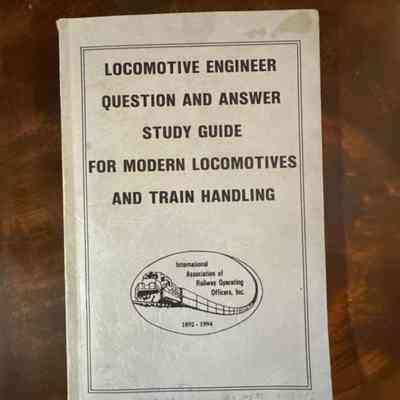 LOCOMOTIVE ENGINEER
QUESTION AND ANSWER
STUDY GUIDE
FOR MODERN LOCOMOTIVES
AND TRAIN HANDLING
International
Association of
Railway Operating
Officers, Inc.
1892 - 1994